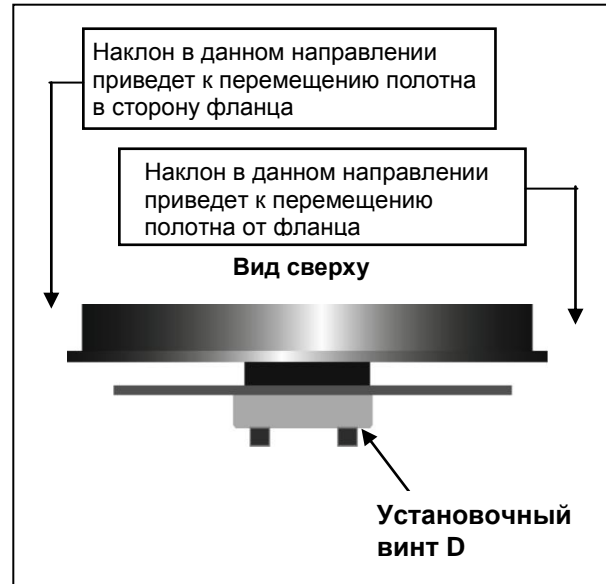 Наклон в данном направлении
приведет к перемещению полотна
в сторону фланца
Наклон в данном направлении
приведет к перемещению
полотна от фланца
Вид сверху
Установочный
винт D